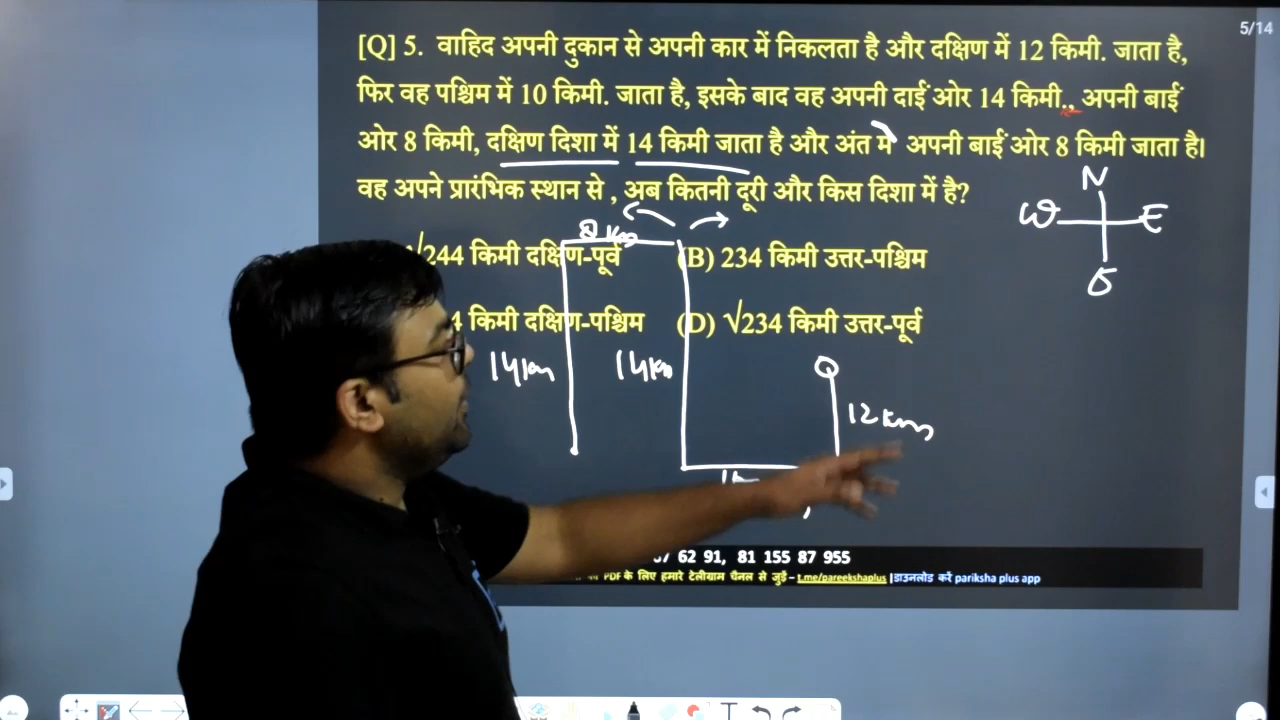 5/14
[Q] 5. वाहिद अपनी दुकान से अपनी कार में निकलता है और दक्षिण में 12 किमी. जाता है,
फिर वह पश्चिम में 10 किमी. जाता है, इसके बाद वह अपनी दाईं ओर 14 किमी., अपनी बाईं
ओर 8 किमी, दक्षिण दिशा में 14 किमी जाता है और अंत में अपनी बाईं ओर 8 किमी जाता है।
वह अपने प्रारंभिक स्थान से , अब कितनी दूरी और किस दिशा में है?
N
W E
S
8 km
√244 किमी दक्षिण-पूर्व (B) 234 किमी उत्तर-पश्चिम
4 किमी दक्षिण-पश्चिम (D) √234 किमी उत्तर-पूर्व
14km 14km
12km
62 91, 81 155 87 955
PDF के लिए हमारे टेलीग्राम चैनल से जुड़ें – t.me/pareekshaplus | डाउनलोड करें pariksha plus app